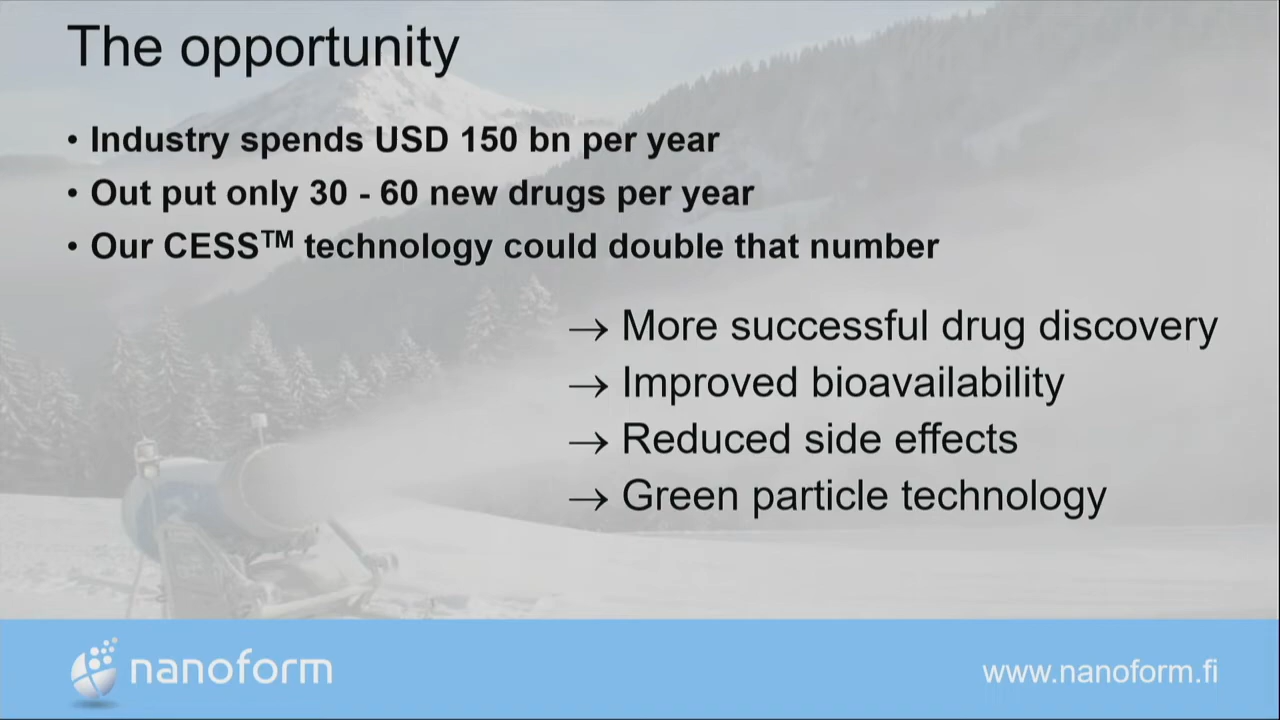 The opportunity
• Industry spends USD 150 bn per year
• Out put only 30 - 60 new drugs per year
• Our CESS™ technology could double that number
→ More successful drug discovery
→ Improved bioavailability
→ Reduced side effects
→ Green particle technology
nanoform
www.nanoform.fi